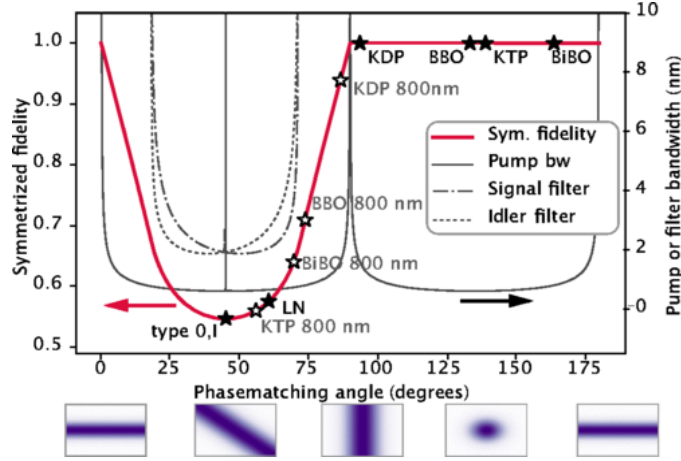 Symmetrized fidelity
1.0
0.9
0.8
0.7
0.6
0.5
KDP
BBO
KTP
BiBO
KDP 800nm
Sym. fidelity
Pump bw
Signal filter
Idler filter
BBO 800 nm
BiBO 800 nm
LN
type 0,I
KTP 800 nm
10
8
6
4
2
-0
Pump or filter bandwidth (nm)
0
25
50
75
100
125
150
175
Phasematching angle (degrees)